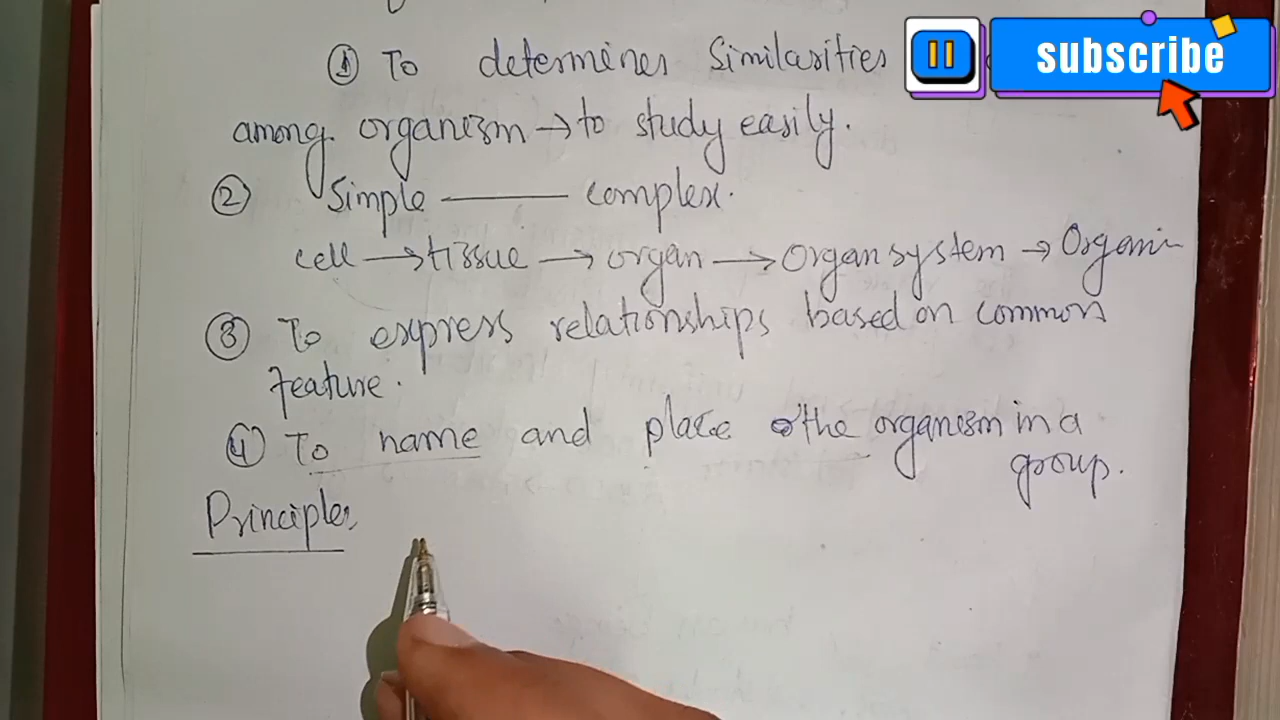 ① To determines Similarities
subscribe
among organism → to study easily.
② Simple —— complex.
cell → tissue → organ → Organ system → Organi
③ To express relationships based on common
feature.
④ To name and place the organism in a
group.
Principles